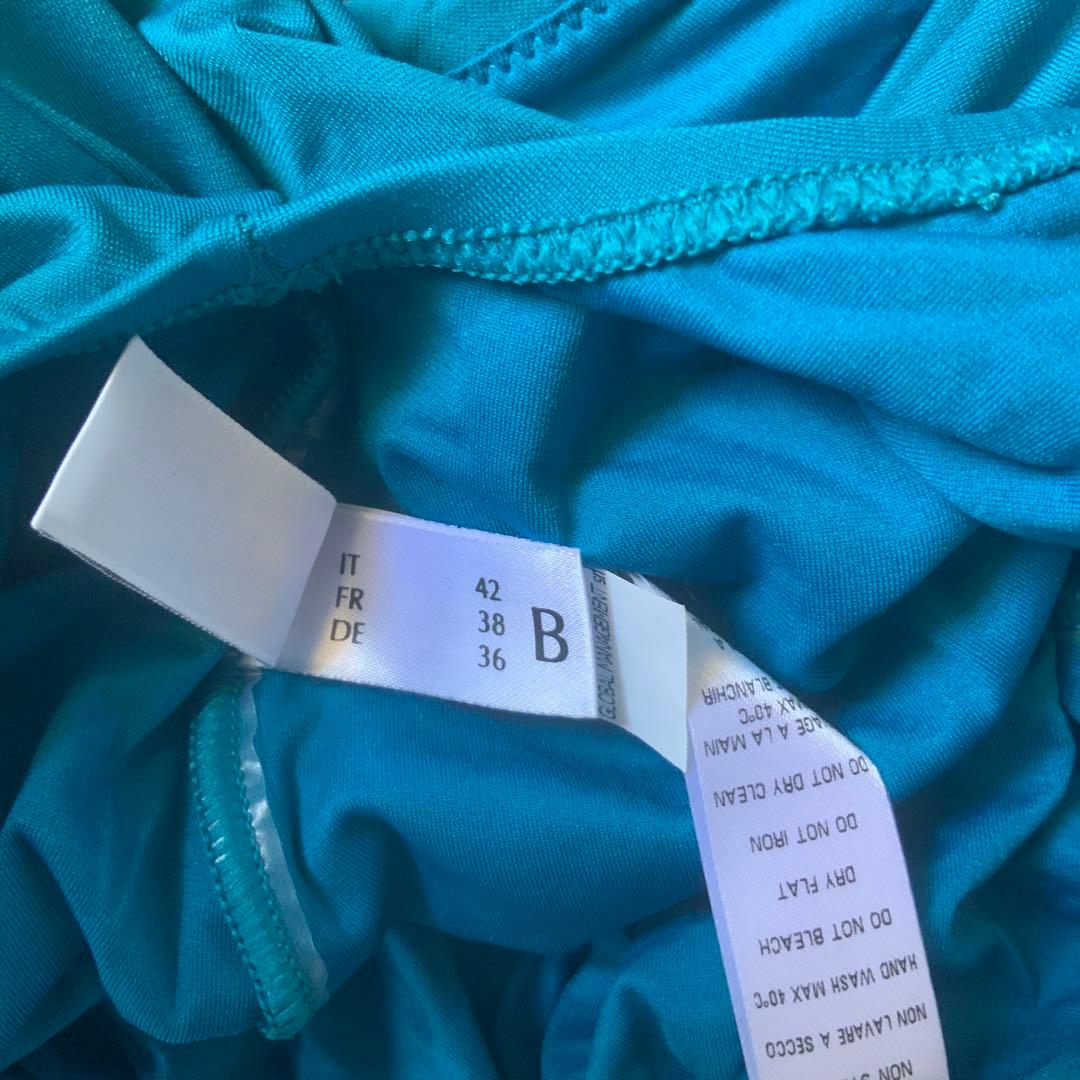 IT 42
FR 38
DE 36
B
GLOBAL MANAGEMENT
NON LAVARE A SECCO
HAND WASH MAX 40°C
DO NOT BLEACH
DRY FLAT
DO NOT IRON
DO NOT DRY CLEAN
A LA MAIN
MAX 40°C
BLANCHIR